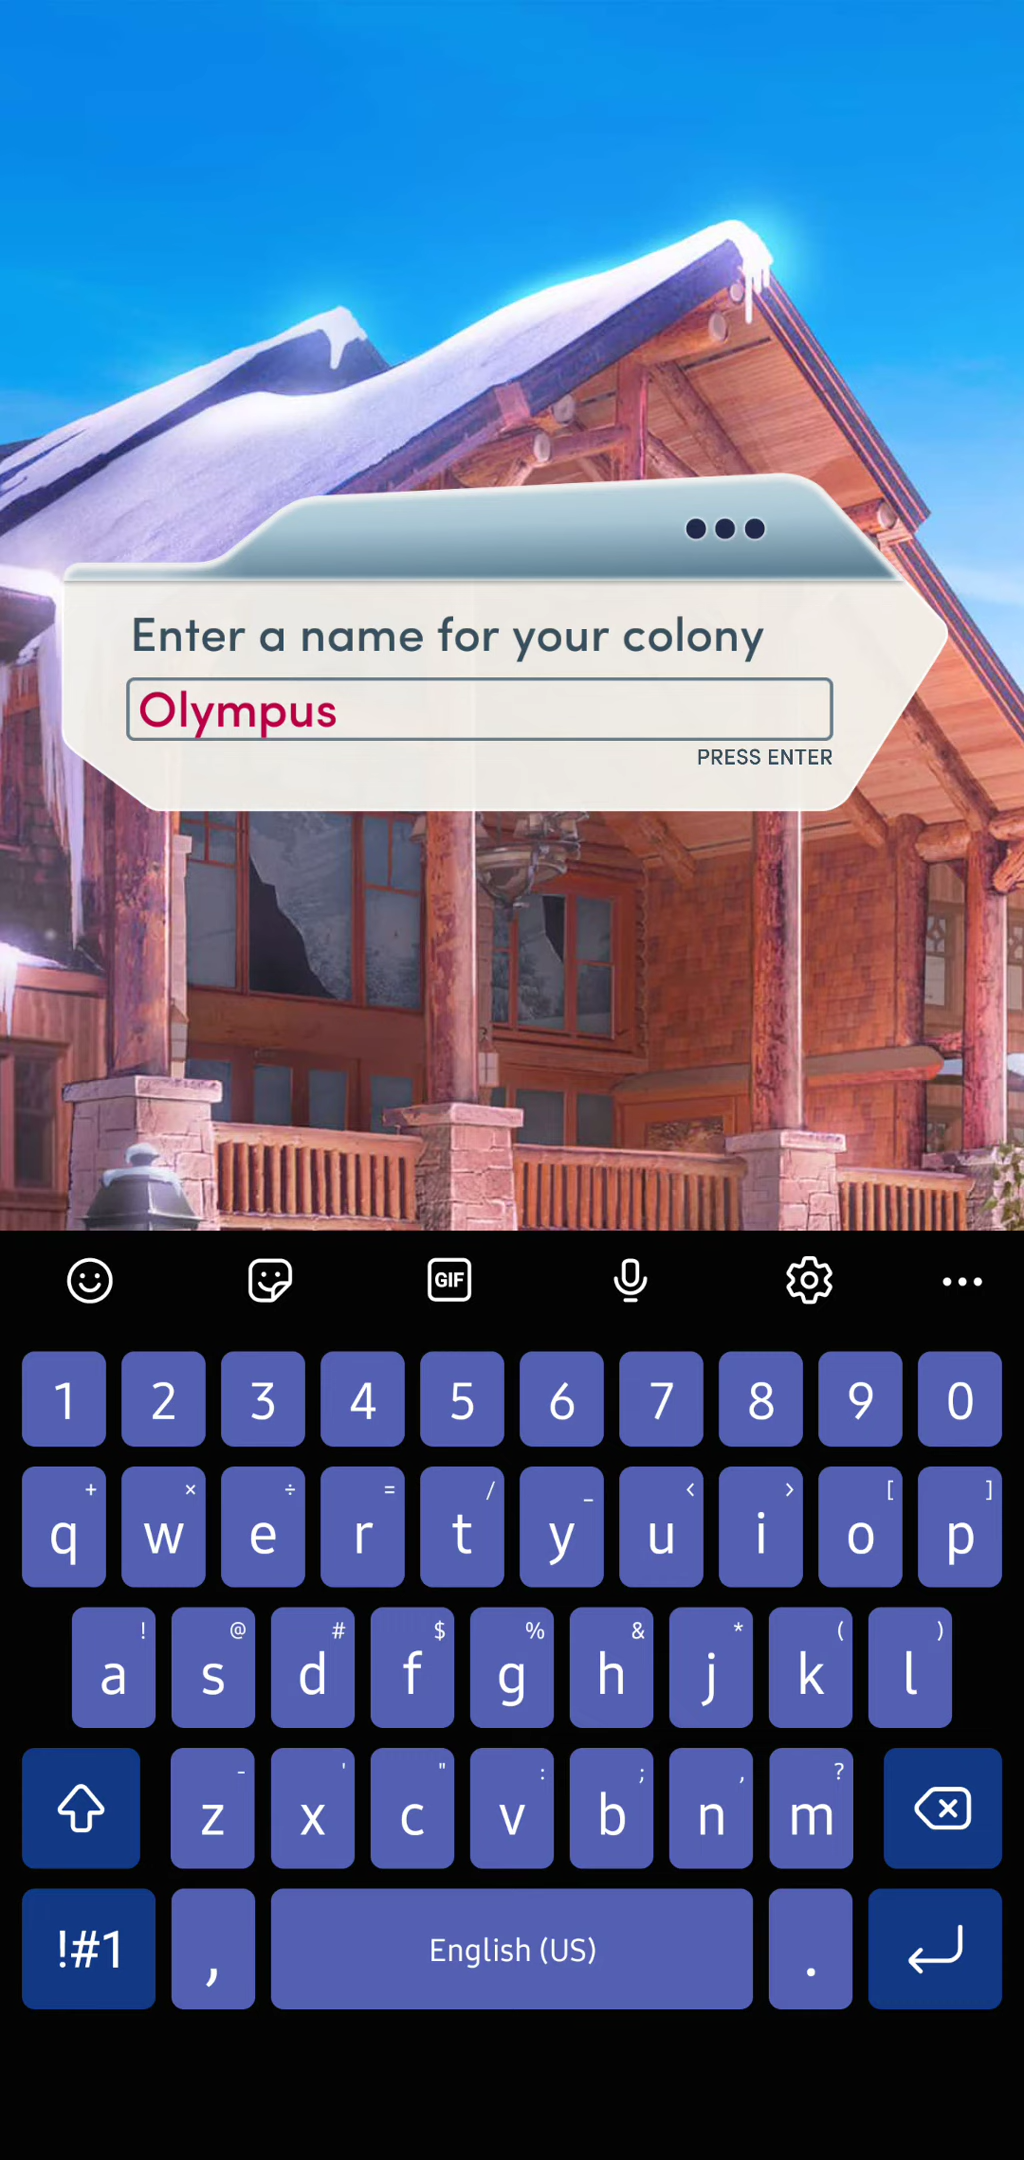 Enter a name for your colony
Olympus
PRESS ENTER
GIF
1 2 3 4 5 6 7 8 9 0
+ × ÷ = / _ < > [ ]
q w e r t y u i o p
! @ # $ % & * ( )
a s d f g h j k l
- ' " : ; , ?
z x c v b n m
!#1 , English (US) .